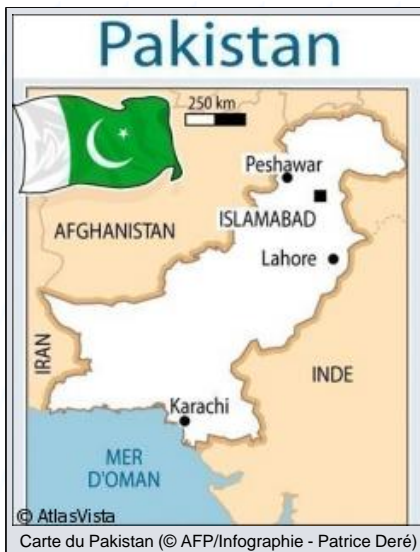 Pakistan
250 km
Peshawar
ISLAMABAD
AFGHANISTAN
Lahore
IRAN
INDE
Karachi
MER
D'OMAN
© AtlasVista
Carte du Pakistan (© AFP/Infographie - Patrice Deré)